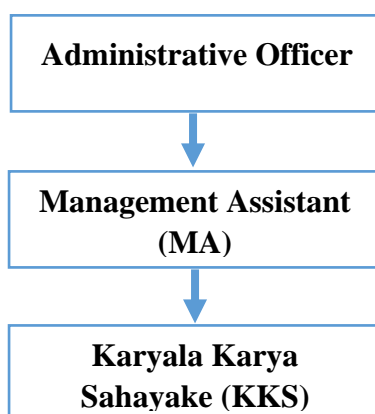 Administrative Officer
Management Assistant
(MA)
Karyala Karya
Sahayake (KKS)